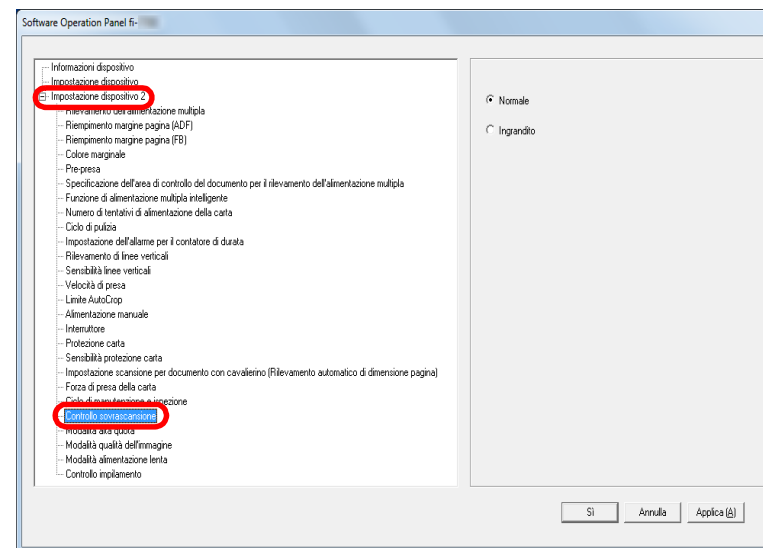 Software Operation Panel fi-
Informazioni dispositivo
Impostazione dispositivo
Impostazione dispositivo 2
Rilevamento dell'alimentazione multipla
Riempimento margine pagina (ADF)
Riempimento margine pagina (FB)
Colore marginale
Pre-presa
Specificazione dell'area di controllo del documento per il rilevamento dell'alimentazione multipla
Funzione di alimentazione multipla intelligente
Numero di tentativi di alimentazione della carta
Ciclo di pulizia
Impostazione dell'allarme per il contatore di durata
Rilevamento di linee verticali
Sensibilità linee verticali
Velocità di presa
Limite AutoCrop
Alimentazione manuale
Interruttore
Protezione carta
Sensibilità protezione carta
Impostazione scansione per documento con cavalierino (Rilevamento automatico di dimensione pagina)
Forza di presa della carta
Ciclo di manutenzione e ispezione
Controllo sovrascansione
Modalità alta quota
Modalità qualità dell'immagine
Modalità alimentazione lenta
Controllo impilamento
Normale
Ingrandito
Sì
Annulla
Applica (A)